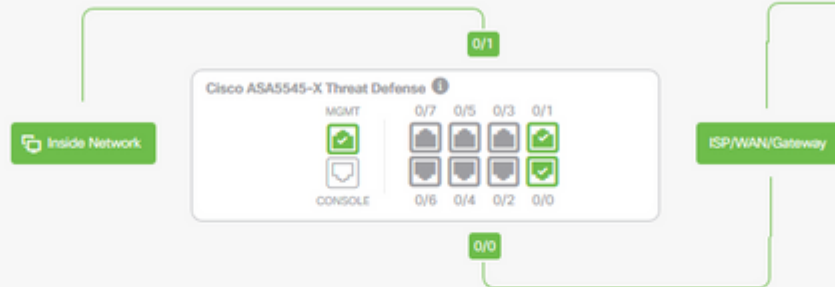 0/1
Cisco ASA5545-X Threat Defense
MGMT 0/7 0/5 0/3 0/1
Inside Network
ISP/WAN/Gateway
CONSOLE 0/6 0/4 0/2 0/0
0/0